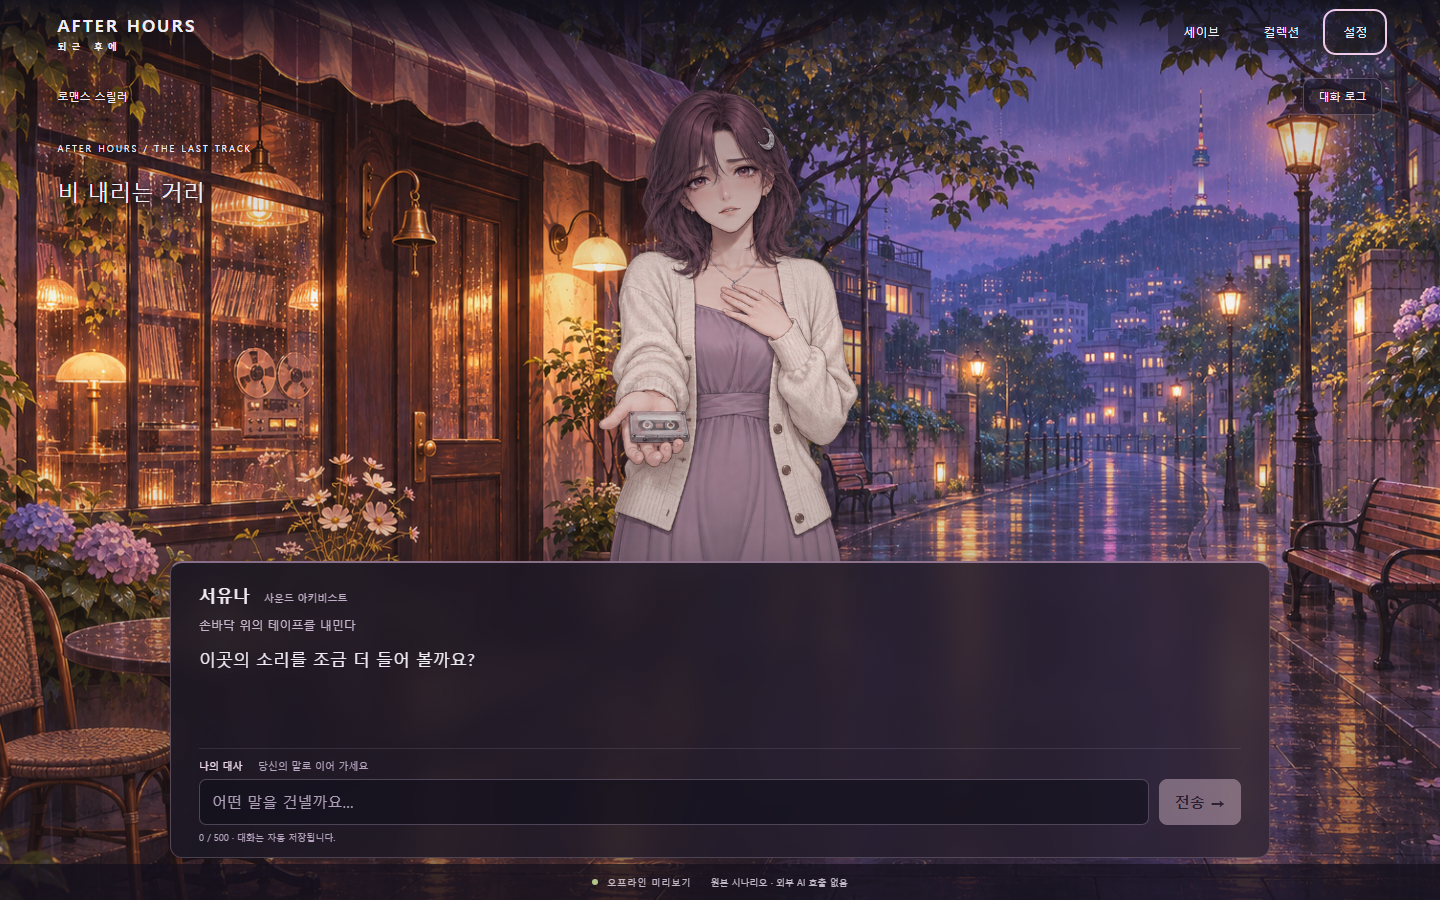 AFTER HOURS
퇴근 후에
세이브 컬렉션 설정
로맨스 스릴러
대화 로그
AFTER HOURS / THE LAST TRACK
비 내리는 거리
서유나 사운드 아키비스트
손바닥 위의 테이프를 내민다
이곳의 소리를 조금 더 들어 볼까요?
나의 대사 당신의 말로 이어 가세요
어떤 말을 건넬까요...
전송 →
0 / 500 · 대화는 자동 저장됩니다.
오프라인 미리보기 원본 시나리오 · 외부 AI 호출 없음